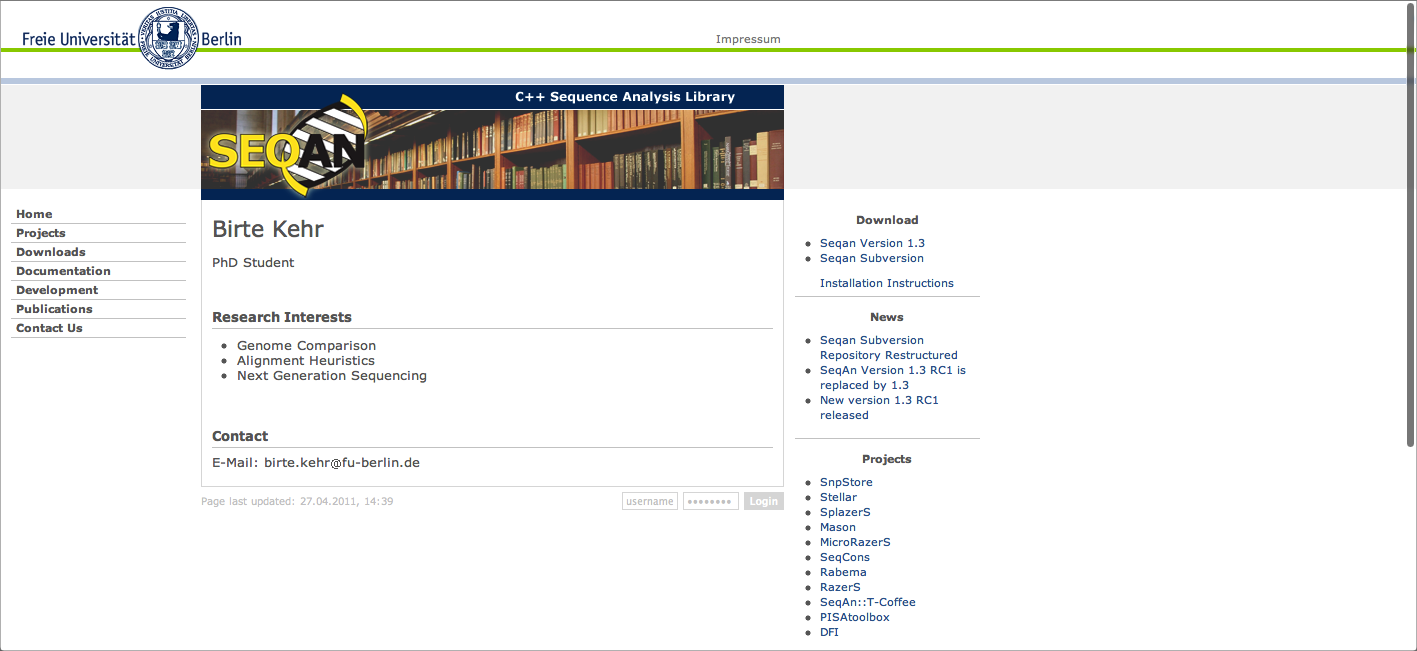 Freie Universität Berlin
Impressum
C++ Sequence Analysis Library
SEQAN
Home
Projects
Downloads
Documentation
Development
Publications
Contact Us
Birte Kehr
PhD Student
Research Interests
Genome Comparison
Alignment Heuristics
Next Generation Sequencing
Contact
E-Mail: birte.kehr@fu-berlin.de
Page last updated: 27.04.2011, 14:39
username
Login
Download
Seqan Version 1.3
Seqan Subversion
Installation Instructions
News
Seqan Subversion
Repository Restructured
SeqAn Version 1.3 RC1 is
replaced by 1.3
New version 1.3 RC1
released
Projects
SnpStore
Stellar
SplazerS
Mason
MicroRazerS
SeqCons
Rabema
RazerS
SeqAn::T-Coffee
PISAtoolbox
DFI